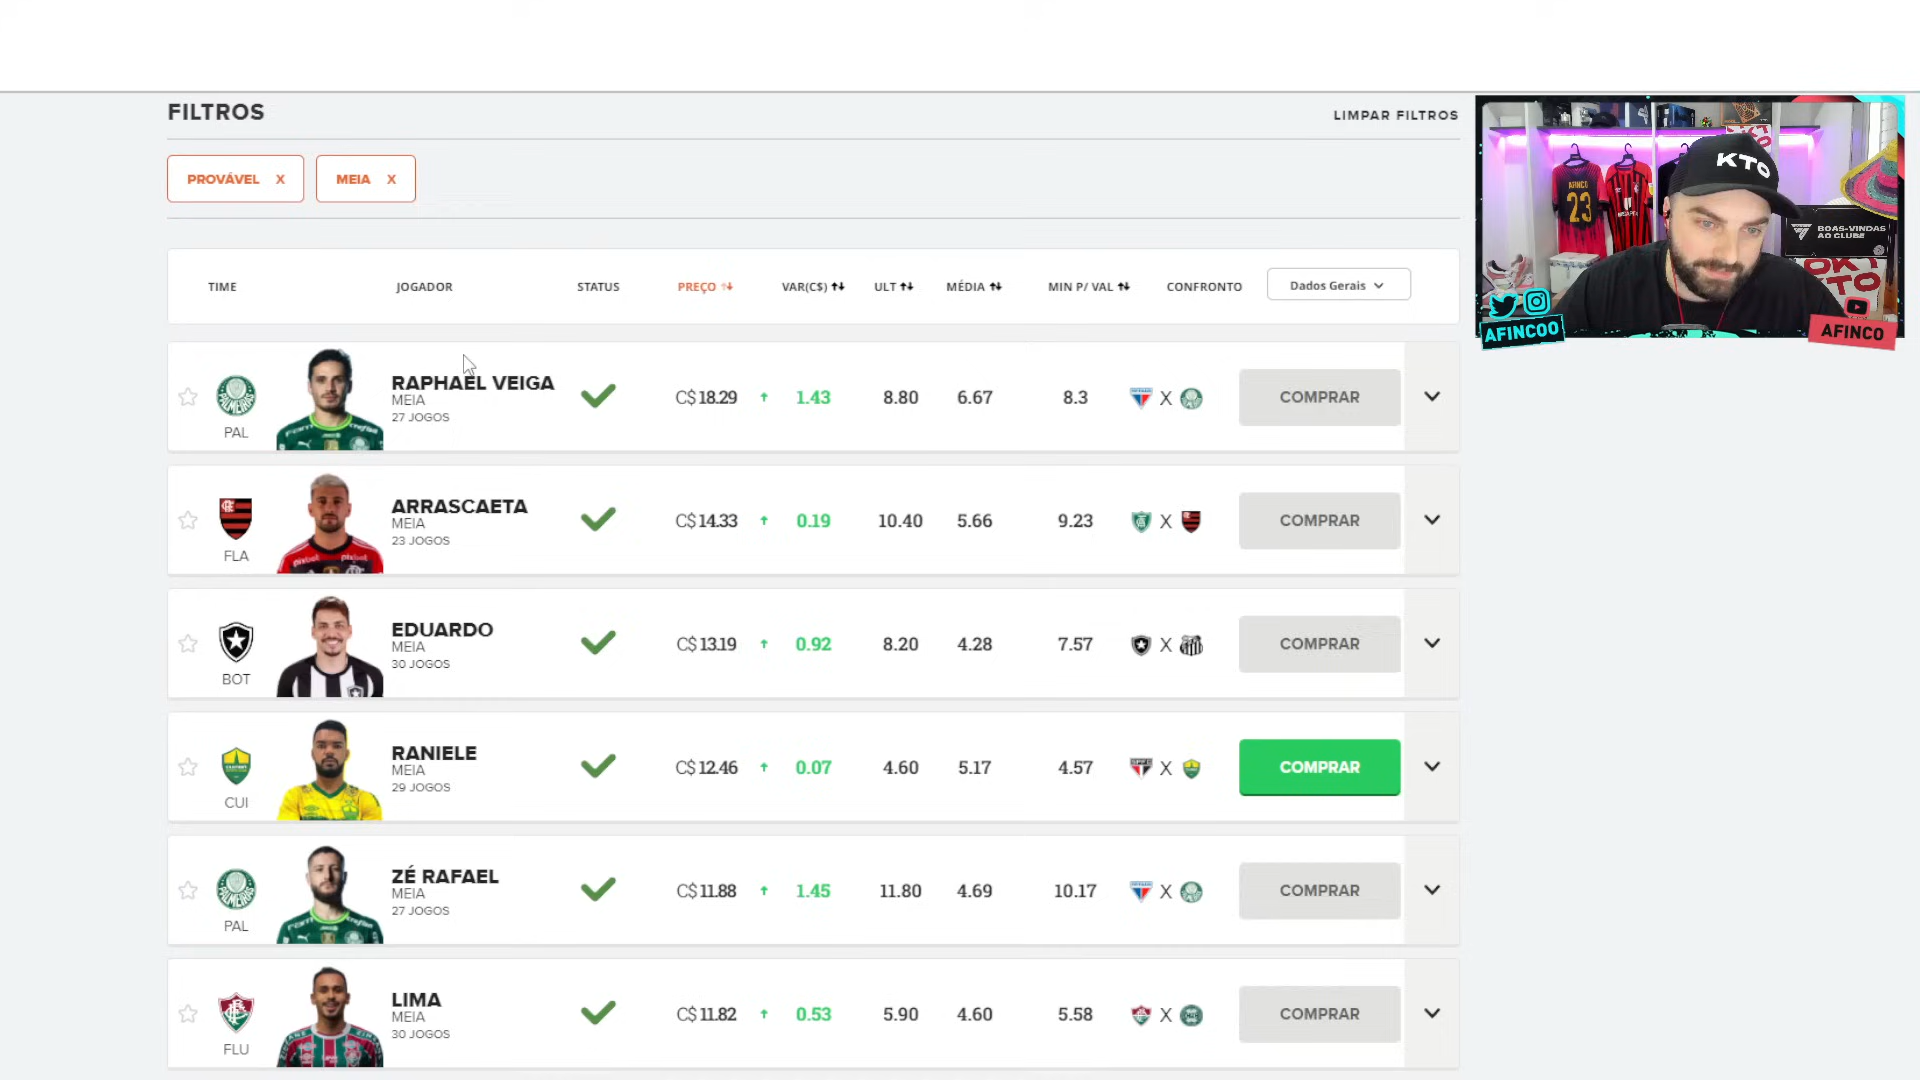 FILTROS
LIMPAR FILTROS
PROVÁVEL X MEIA X
TIME JOGADOR STATUS PREÇO VAR(C$) ULT MÉDIA MIN P/ VAL CONFRONTO Dados Gerais
RAPHAEL VEIGA
MEIA
27 JOGOS
PAL
C$ 18.29 1.43 8.80 6.67 8.3 X COMPRAR
ARRASCAETA
MEIA
23 JOGOS
FLA
C$ 14.33 0.19 10.40 5.66 9.23 X COMPRAR
EDUARDO
MEIA
30 JOGOS
BOT
C$ 13.19 0.92 8.20 4.28 7.57 X COMPRAR
RANIELE
MEIA
29 JOGOS
CUI
C$ 12.46 0.07 4.60 5.17 4.57 X COMPRAR
ZÉ RAFAEL
MEIA
27 JOGOS
PAL
C$ 11.88 1.45 11.80 4.69 10.17 X COMPRAR
LIMA
MEIA
30 JOGOS
FLU
C$ 11.82 0.53 5.90 4.60 5.58 X COMPRAR
KTO
AFINCO
23
BOAS-VINDAS
AO CLUBE
AFINCOO
AFINCO